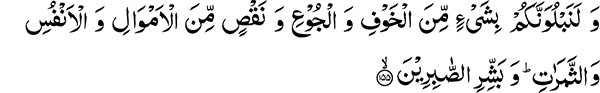 وَ لَنَبْلُوَنَّكُمْ بِشَیْءٍ مِّنَ الْخَوْفِ وَ الْجُوْعِ وَ نَقْصٍ مِّنَ الْاَمْوَالِ وَ الْاَنْفُسِ
وَ الثَّمَرٰتِؕ وَ بَشِّرِ الصّٰبِرِیْنَۙ۝۱۵۵